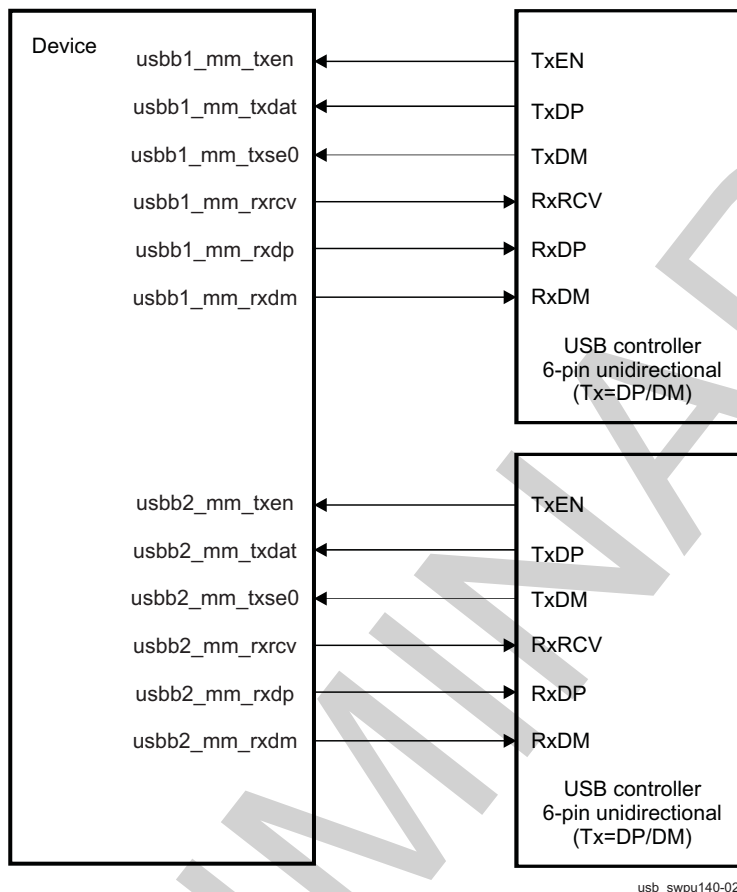 Device
usbb1_mm_txen
TxEN
usbb1_mm_txdat
TxDP
usbb1_mm_txse0
TxDM
usbb1_mm_rxrcv
RxRCV
usbb1_mm_rxdp
RxDP
usbb1_mm_rxdm
RxDM
USB controller
6-pin unidirectional
(Tx=DP/DM)
usbb2_mm_txen
TxEN
usbb2_mm_txdat
TxDP
usbb2_mm_txse0
TxDM
usbb2_mm_rxrcv
RxRCV
usbb2_mm_rxdp
RxDP
usbb2_mm_rxdm
RxDM
USB controller
6-pin unidirectional
(Tx=DP/DM)
usb_swpu140-02